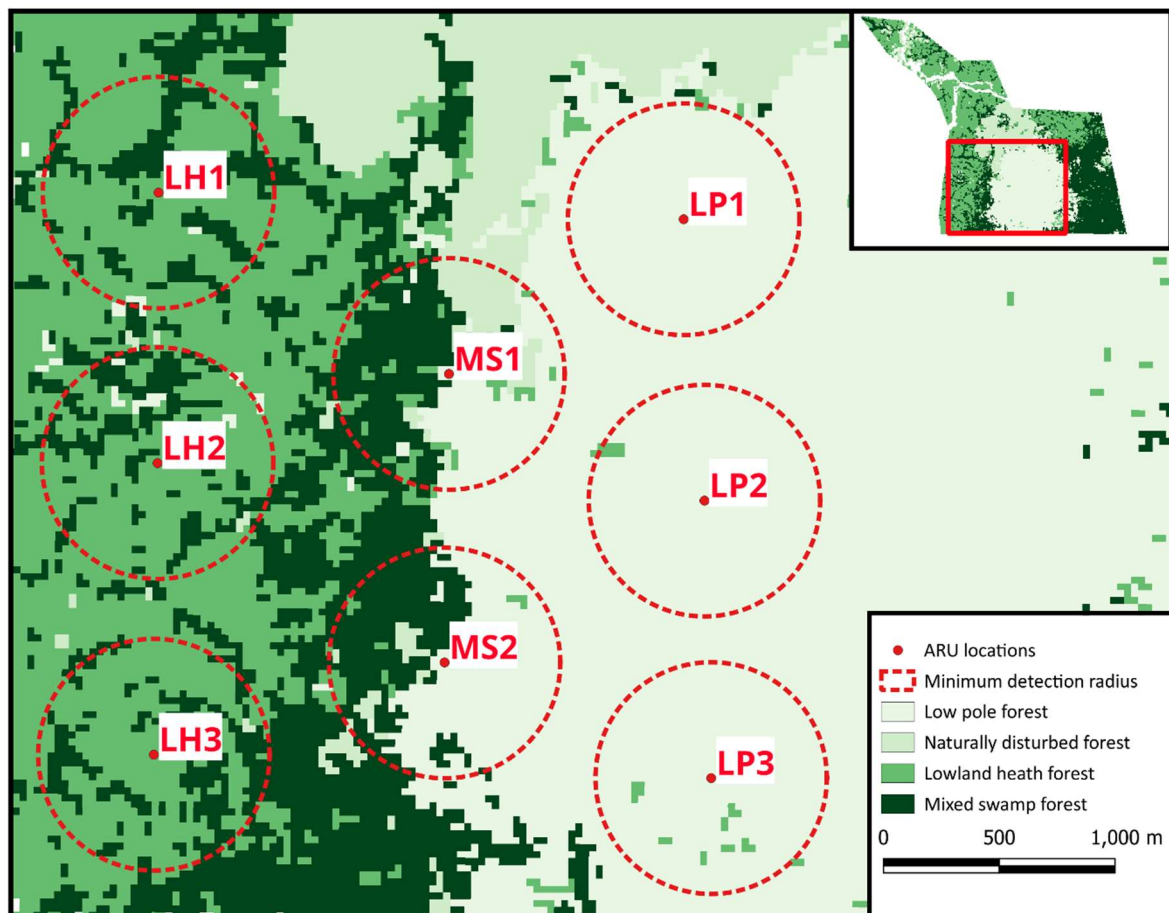 LH1
LP1
MS1
LH2
LP2
MS2
LH3
LP3
ARU locations
Minimum detection radius
Low pole forest
Naturally disturbed forest
Lowland heath forest
Mixed swamp forest
0 500 1,000 m